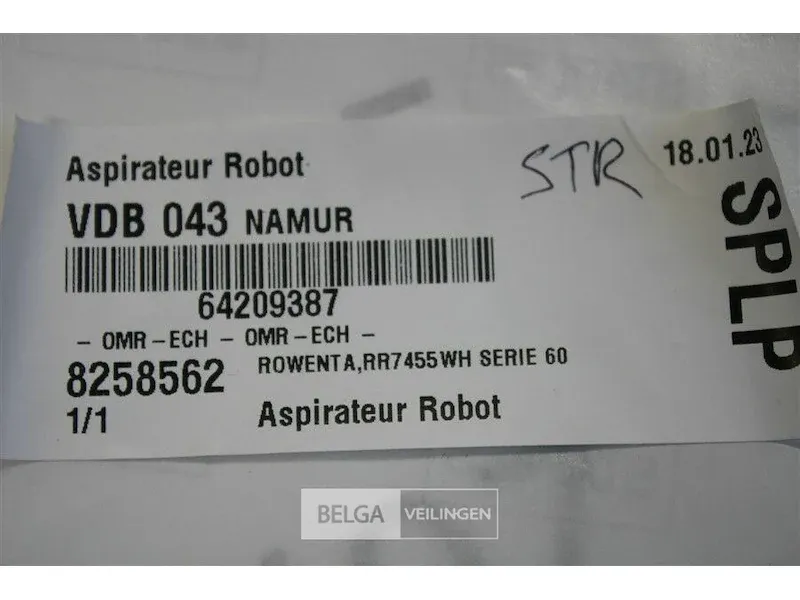 Aspirateur Robot
STR
18.01.23
VDB 043 NAMUR
SPLP
64209387
- OMR-ECH - OMR-ECH -
8258562
ROWENTA,RR7455WH SERIE 60
1/1
Aspirateur Robot
BELGA VEILINGEN